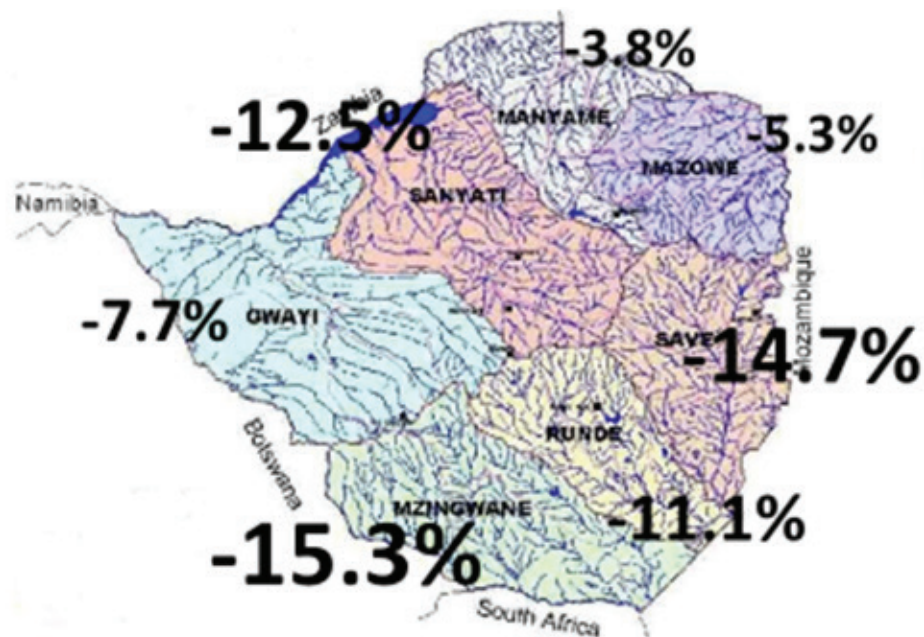 -3.8%
Zambia
-12.5%
MANYAME
-5.3%
MAZOWE
SANYATI
Namibia
Mozambique
-7.7%
GWAYI
SAVE
-14.7%
RUNDE
Botswana
MZINGWANE
-11.1%
-15.3%
South Africa